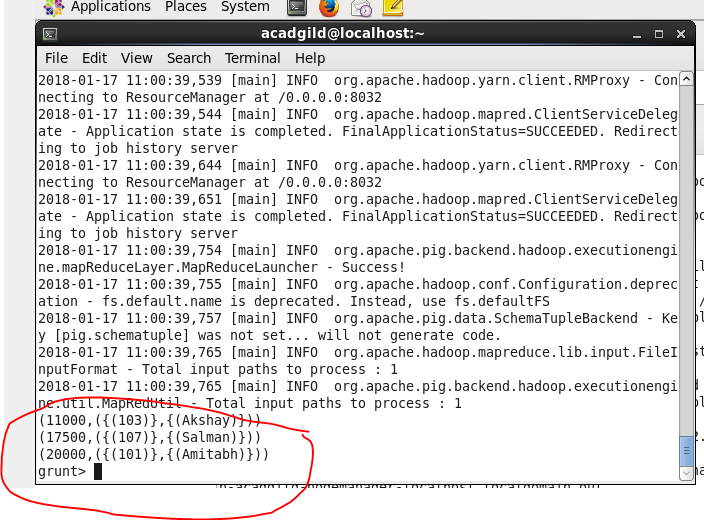 Applications Places System
acadgild@localhost:~
File Edit View Search Terminal Help
2018-01-17 11:00:39,539 [main] INFO  org.apache.hadoop.yarn.client.RMProxy - Con
necting to ResourceManager at /0.0.0.0:8032
2018-01-17 11:00:39,544 [main] INFO  org.apache.hadoop.mapred.ClientServiceDeleg
ate - Application state is completed. FinalApplicationStatus=SUCCEEDED. Redirect
ing to job history server
2018-01-17 11:00:39,644 [main] INFO  org.apache.hadoop.yarn.client.RMProxy - Con
necting to ResourceManager at /0.0.0.0:8032
2018-01-17 11:00:39,651 [main] INFO  org.apache.hadoop.mapred.ClientServiceDeleg
ate - Application state is completed. FinalApplicationStatus=SUCCEEDED. Redirect
ing to job history server
2018-01-17 11:00:39,754 [main] INFO  org.apache.pig.backend.hadoop.executionengi
ne.mapReduceLayer.MapReduceLauncher - Success!
2018-01-17 11:00:39,755 [main] INFO  org.apache.hadoop.conf.Configuration.deprec
ation - fs.default.name is deprecated. Instead, use fs.defaultFS
2018-01-17 11:00:39,757 [main] INFO  org.apache.pig.data.SchemaTupleBackend - Ke
y [pig.schematuple] was not set... will not generate code.
2018-01-17 11:00:39,765 [main] INFO  org.apache.hadoop.mapreduce.lib.input.FileI
nputFormat - Total input paths to process : 1
2018-01-17 11:00:39,765 [main] INFO  org.apache.pig.backend.hadoop.executionengi
ne.util.MapRedUtil - Total input paths to process : 1
(11000,({(103)},{(Akshay)}))
(17500,({(107)},{(Salman)}))
(20000,({(101)},{(Amitabh)}))
grunt>